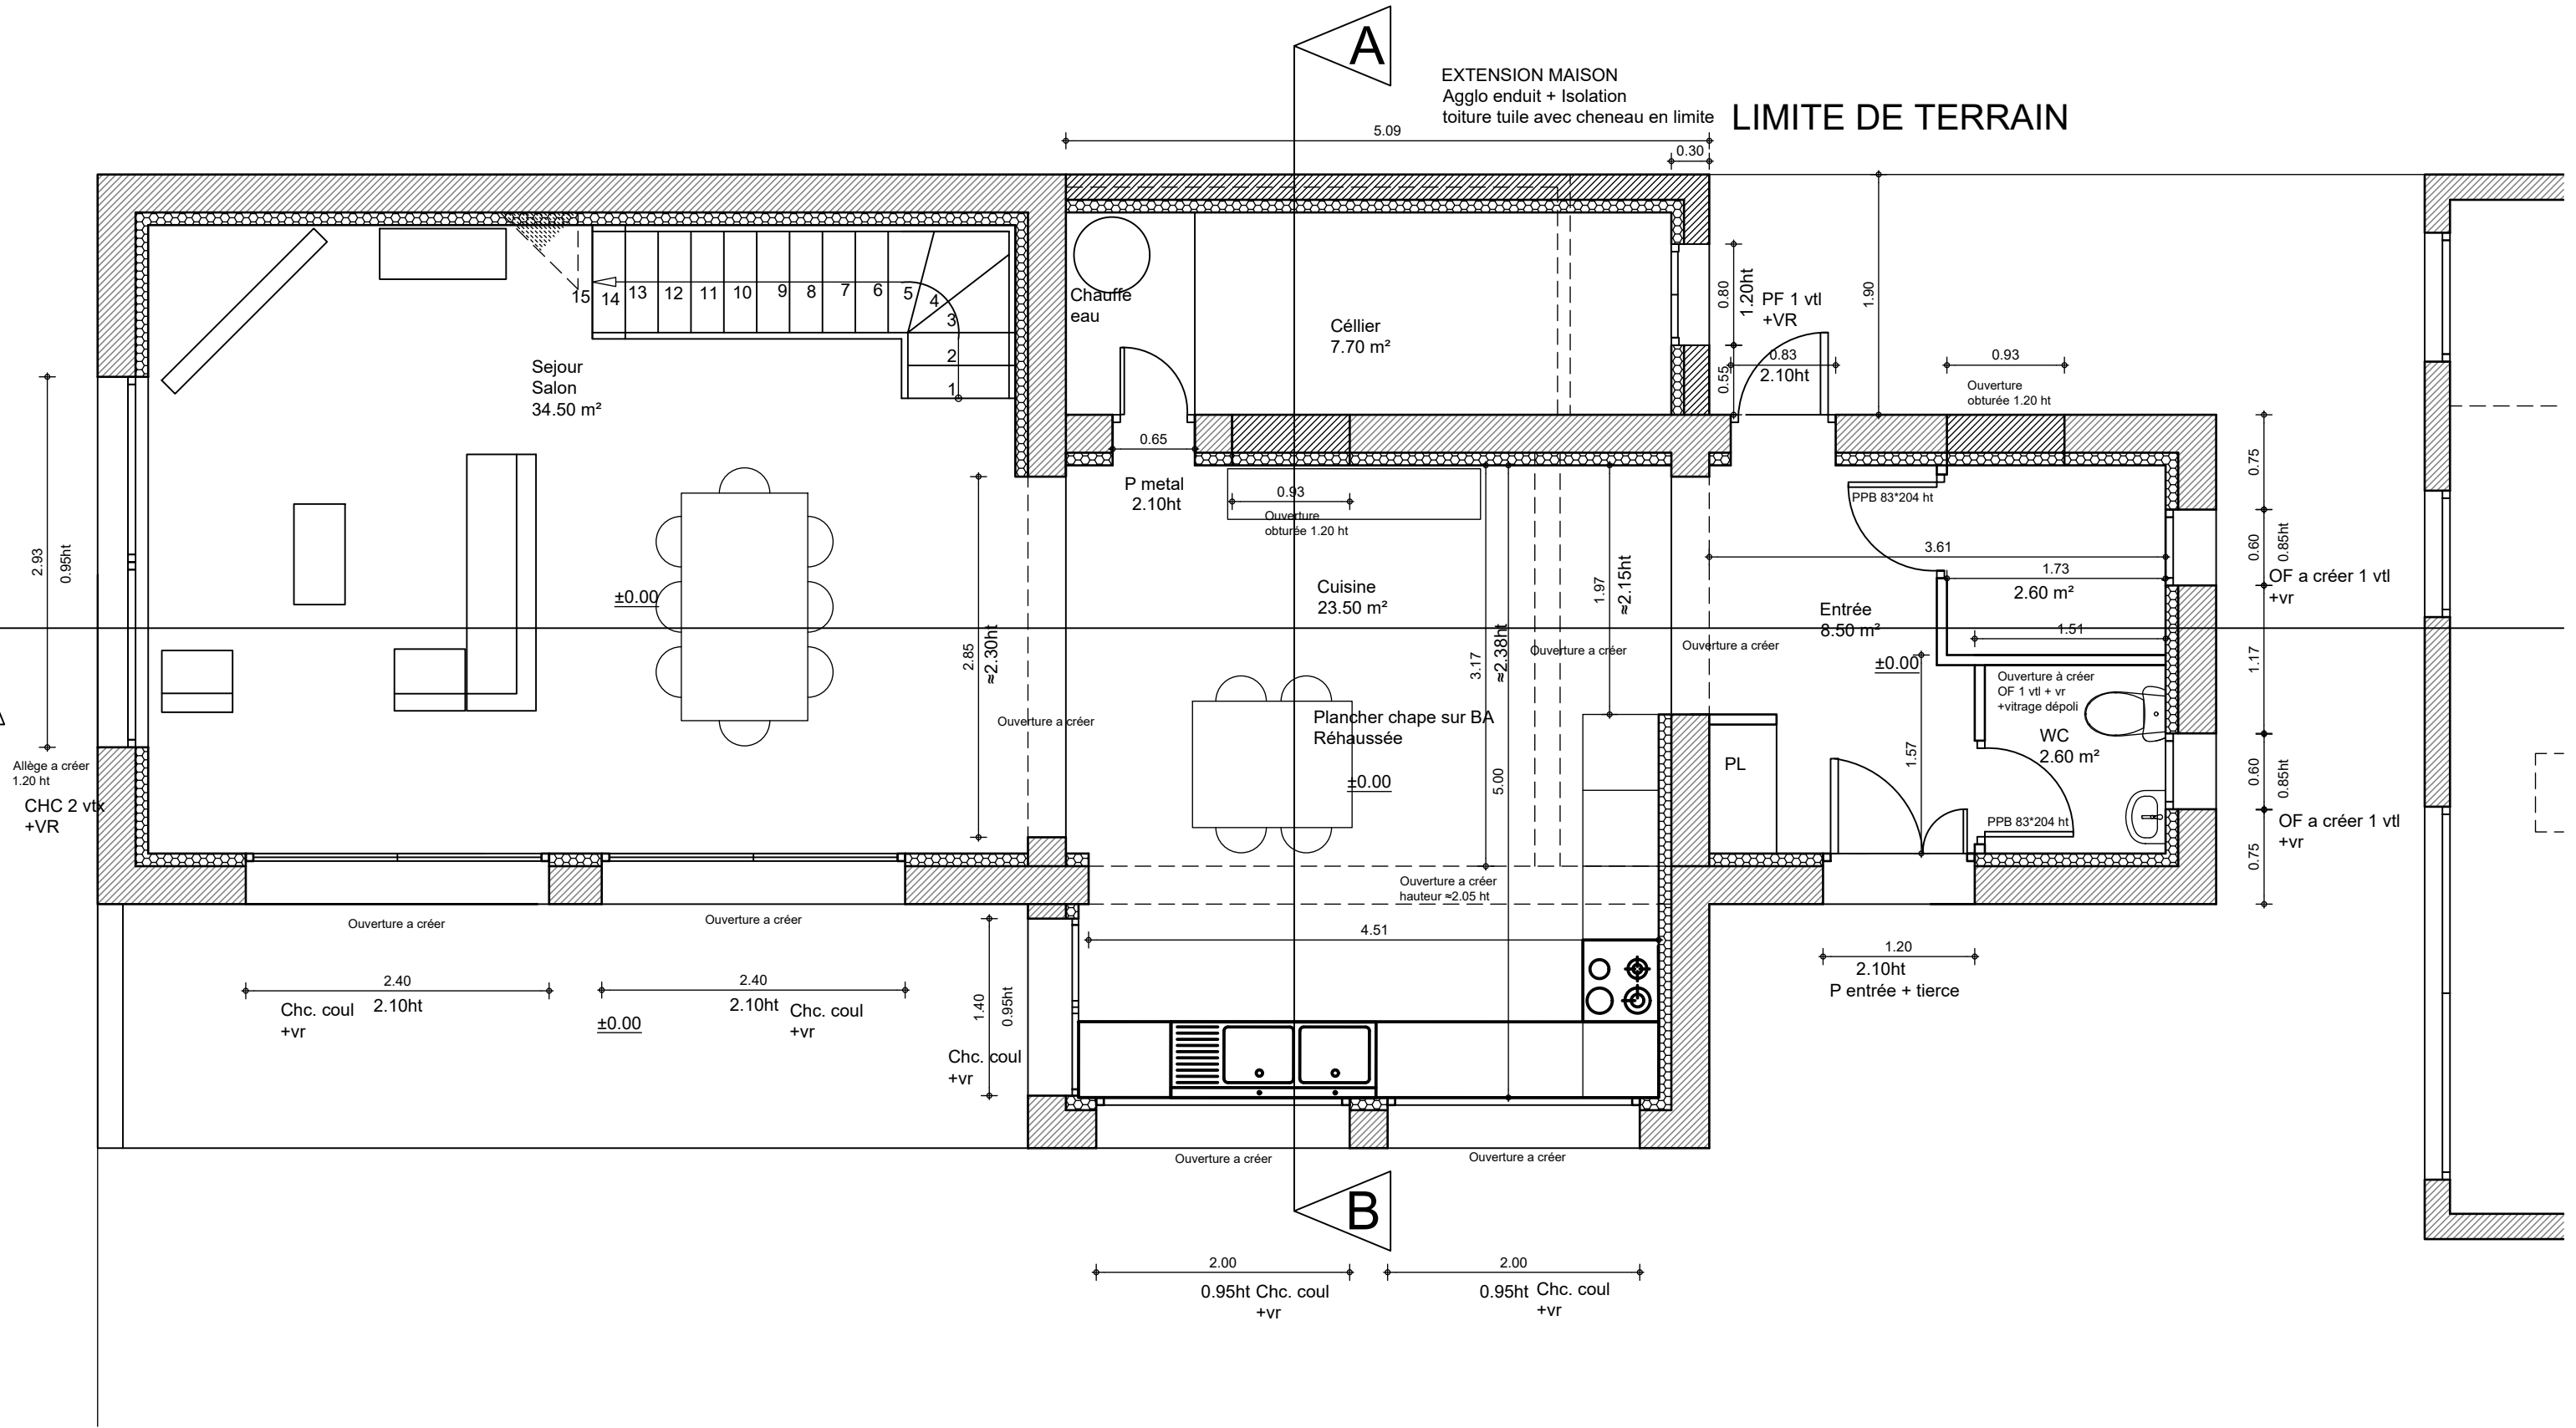 A
EXTENSION MAISON
Agglo enduit + Isolation
toiture tuile avec cheneau en limite
LIMITE DE TERRAIN
5.09
0.30
Chauffe
eau
Céllier
7.70 m²
0.80
1.20ht
PF 1 vtl
+VR
1.90
0.55
0.83
2.10ht
0.93
Ouverture
obturée 1.20 ht
15
14
13
12
11
10
9
8
7
6
5
4
3
2
1
Sejour
Salon
34.50 m²
0.65
P metal
2.10ht
0.93
Ouverture
obturée 1.20 ht
PPB 83*204 ht
0.75
0.60
0.85ht
OF a créer 1 vtl
+vr
2.93
0.95ht
±0.00
Cuisine
23.50 m²
1.97
≈2.15ht
3.61
1.73
2.60 m²
Entrée
8.50 m²
1.51
2.85
≈2.30ht
3.17
≈2.38ht
Ouverture a créer
Ouverture a créer
±0.00
1.17
Ouverture à créer
OF 1 vtl + vr
+vitrage dépoli
Ouverture a créer
Plancher chape sur BA
Réhaussée
±0.00
5.00
PL
1.57
WC
2.60 m²
0.60
0.85ht
Allège a créer
1.20 ht
CHC 2 vtx
+VR
PPB 83*204 ht
OF a créer 1 vtl
+vr
0.75
Ouverture a créer
hauteur ≈2.05 ht
Ouverture a créer
Ouverture a créer
4.51
1.20
2.10ht
P entrée + tierce
2.40
Chc. coul
+vr
2.10ht
±0.00
2.40
2.10ht
Chc. coul
+vr
1.40
0.95ht
Chc. coul
+vr
Ouverture a créer
Ouverture a créer
B
2.00
0.95ht
Chc. coul
+vr
2.00
0.95ht
Chc. coul
+vr